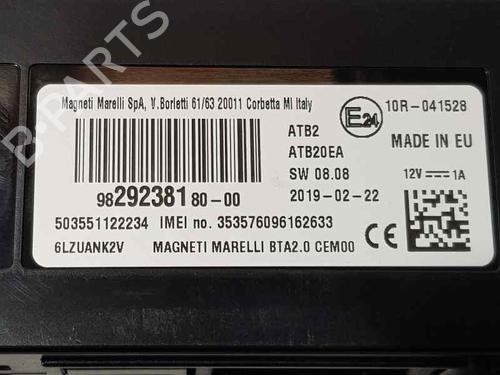 B-PARTS
Magneti Marelli SpA, V.Borletti 61/63 20011 Corbetta MI Italy
E24
10R-041528
ATB2
ATB20EA
MADE IN EU
SW 08.08
12V 1A
2019-02-22
9829238180-00
503551122234 IMEI no. 353576096162633
6LZUANK2V MAGNETI MARELLI BTA2.0 CEM00
CE